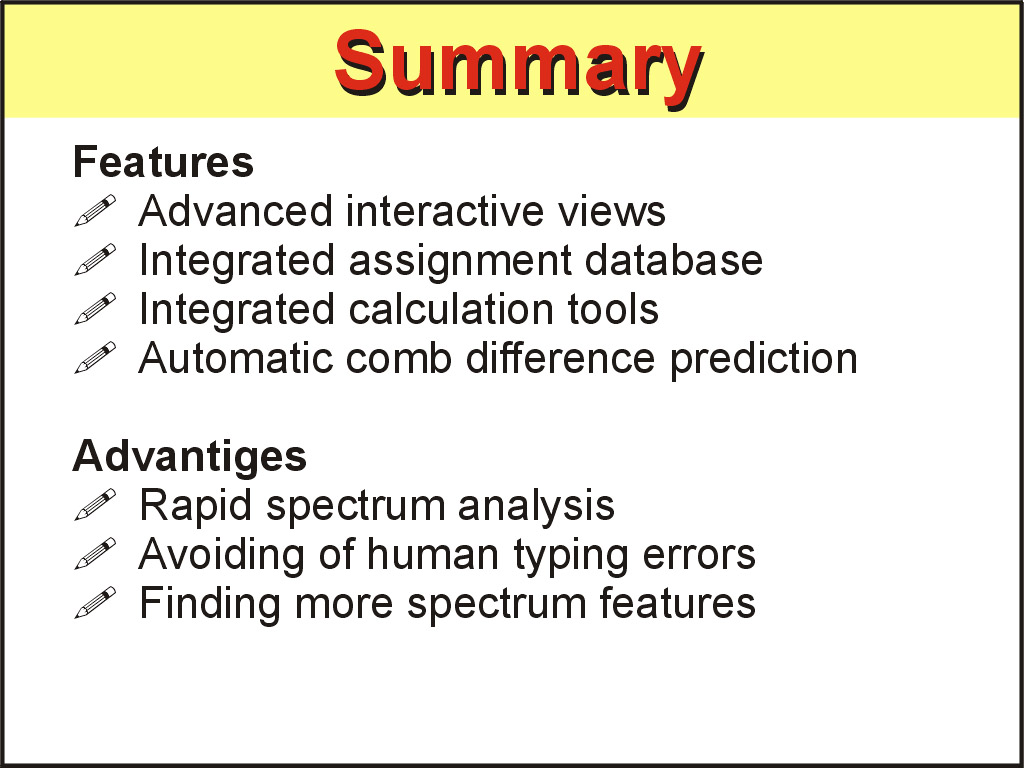 Summary
Features
Advanced interactive views
Integrated assignment database
Integrated calculation tools
Automatic comb difference prediction
Advantiges
Rapid spectrum analysis
Avoiding of human typing errors
Finding more spectrum features